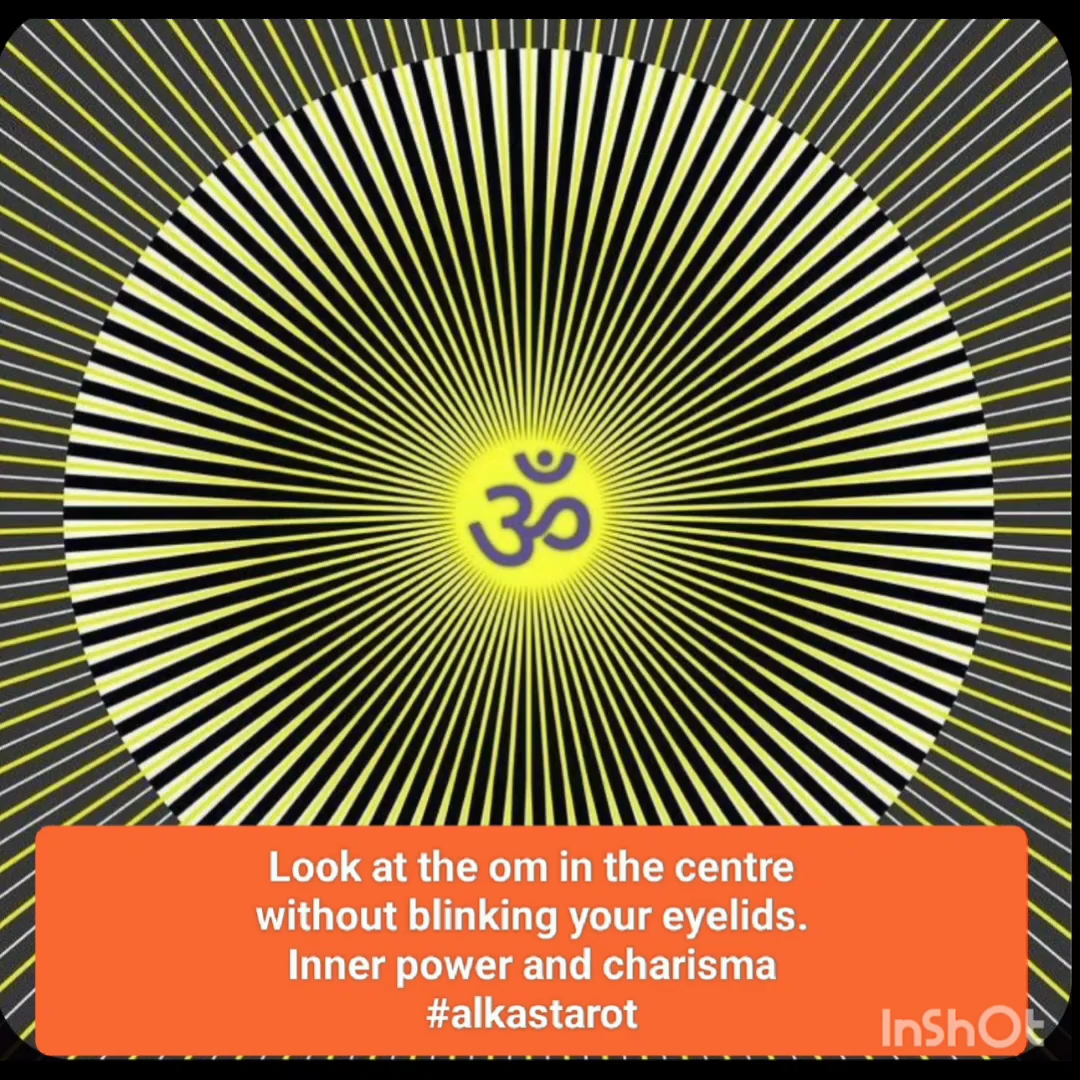 ॐ
Look at the om in the centre
without blinking your eyelids.
Inner power and charisma
#alkastarot
InShOt